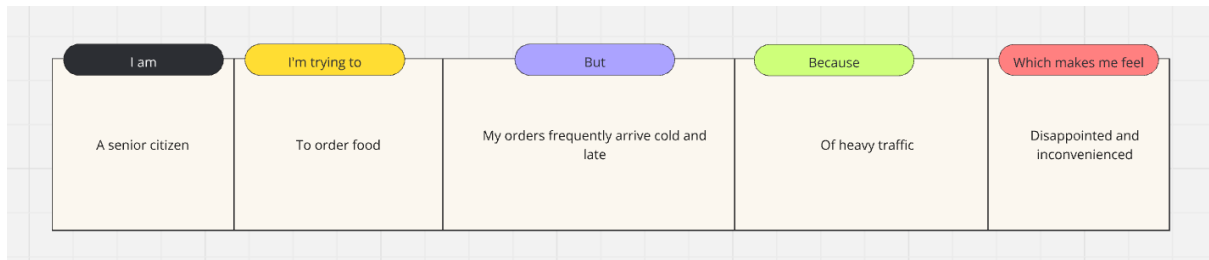 I am
I'm trying to
But
Because
Which makes me feel
A senior citizen
To order food
My orders frequently arrive cold and
late
Of heavy traffic
Disappointed and
inconvenienced